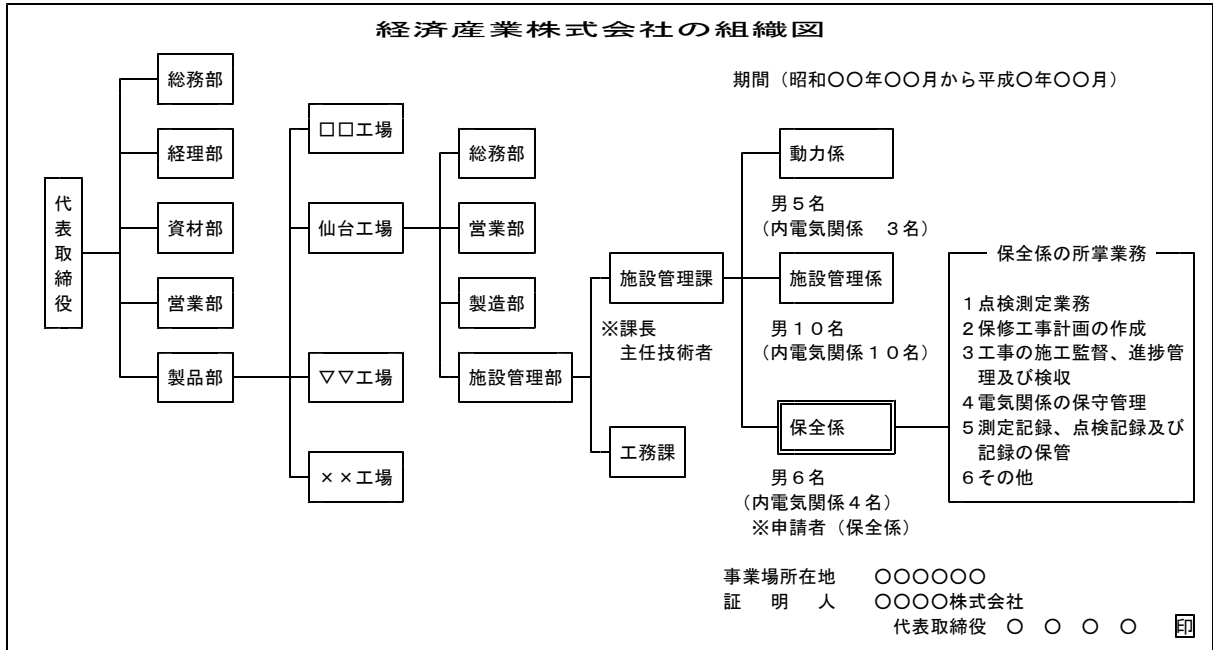 経済産業株式会社の組織図
期間（昭和〇〇年〇〇月から平成〇年〇〇月）
代表取締役
総務部
経理部
資材部
営業部
製品部
□□工場
仙台工場
▽▽工場
××工場
総務部
営業部
製造部
施設管理部
施設管理課
※課長
主任技術者
工務課
動力係
男５名
（内電気関係　３名）
施設管理係
男１０名
（内電気関係１０名）
保全係
男６名
（内電気関係４名）
※申請者（保全係）
保全係の所掌業務
１点検測定業務
２保修工事計画の作成
３工事の施工監督、進捗管
理及び検収
４電気関係の保守管理
５測定記録、点検記録及び
記録の保管
６その他
事業場所在地　〇〇〇〇〇〇
証　明　人　〇〇〇〇株式会社
代表取締役　〇　〇　〇　〇　印